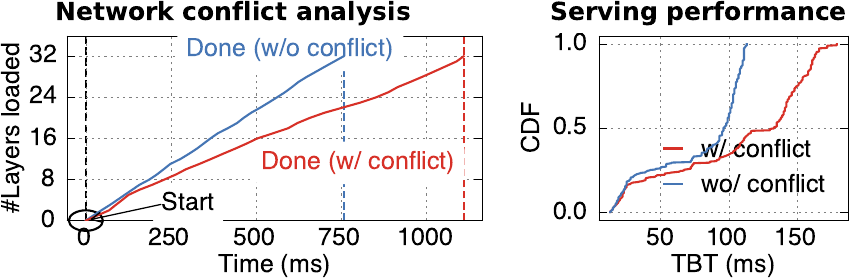 Network conflict analysis
#Layers loaded
32
24
16
8
0
Done (w/o conflict)
Done (w/ conflict)
Start
0
250
500
750
1000
Time (ms)
Serving performance
CDF
1.0
0.5
0.0
w/ conflict
wo/ conflict
50
100
150
TBT (ms)